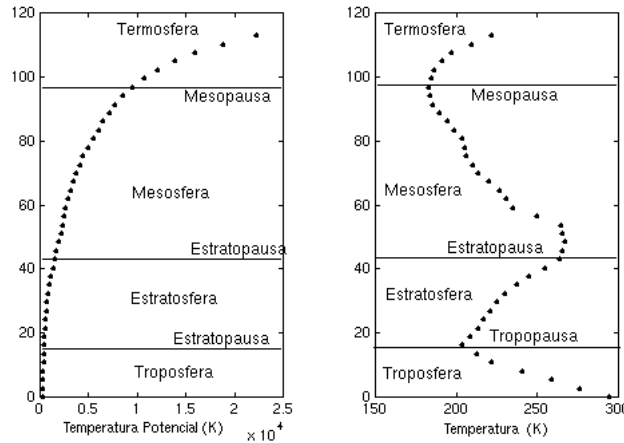 120
100
80
60
40
20
0
Termosfera
Mesopausa
Mesosfera
Estratopausa
Estratosfera
Estratopausa
Troposfera
0 0.5 1 1.5 2 2.5
Temperatura Potencial (K)
× 10⁴
120
100
80
60
40
20
0
Termosfera
Mesopausa
Mesosfera
Estratopausa
Estratosfera
Tropopausa
Troposfera
150 200 250 300
Temperatura (K)